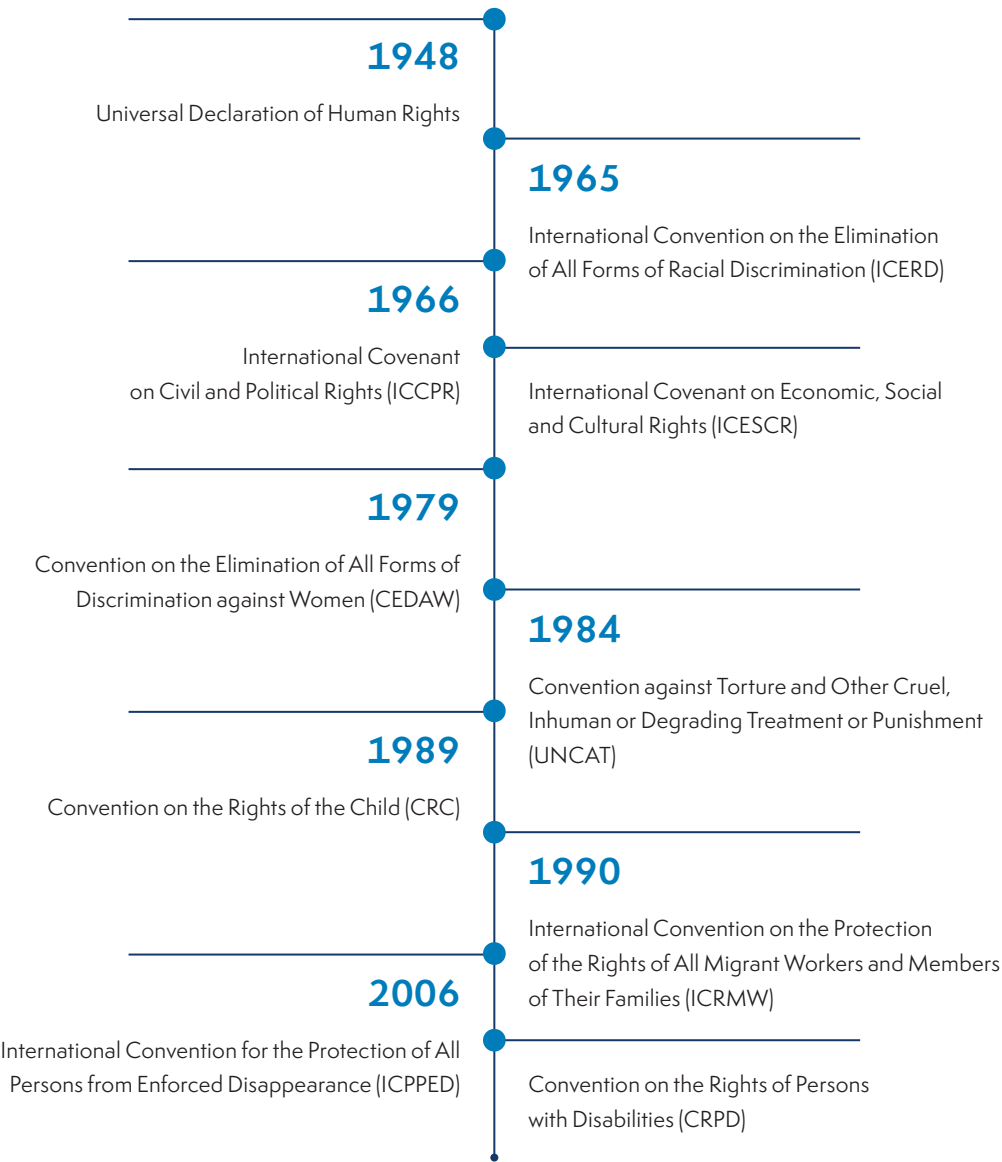 1948
Universal Declaration of Human Rights
1965
International Convention on the Elimination
of All Forms of Racial Discrimination (ICERD)
1966
International Covenant
on Civil and Political Rights (ICCPR)
International Covenant on Economic, Social
and Cultural Rights (ICESCR)
1979
Convention on the Elimination of All Forms of
Discrimination against Women (CEDAW)
1984
Convention against Torture and Other Cruel,
Inhuman or Degrading Treatment or Punishment
(UNCAT)
1989
Convention on the Rights of the Child (CRC)
1990
International Convention on the Protection
of the Rights of All Migrant Workers and Members
of Their Families (ICRMW)
2006
International Convention for the Protection of All
Persons from Enforced Disappearance (ICPPED)
Convention on the Rights of Persons
with Disabilities (CRPD)